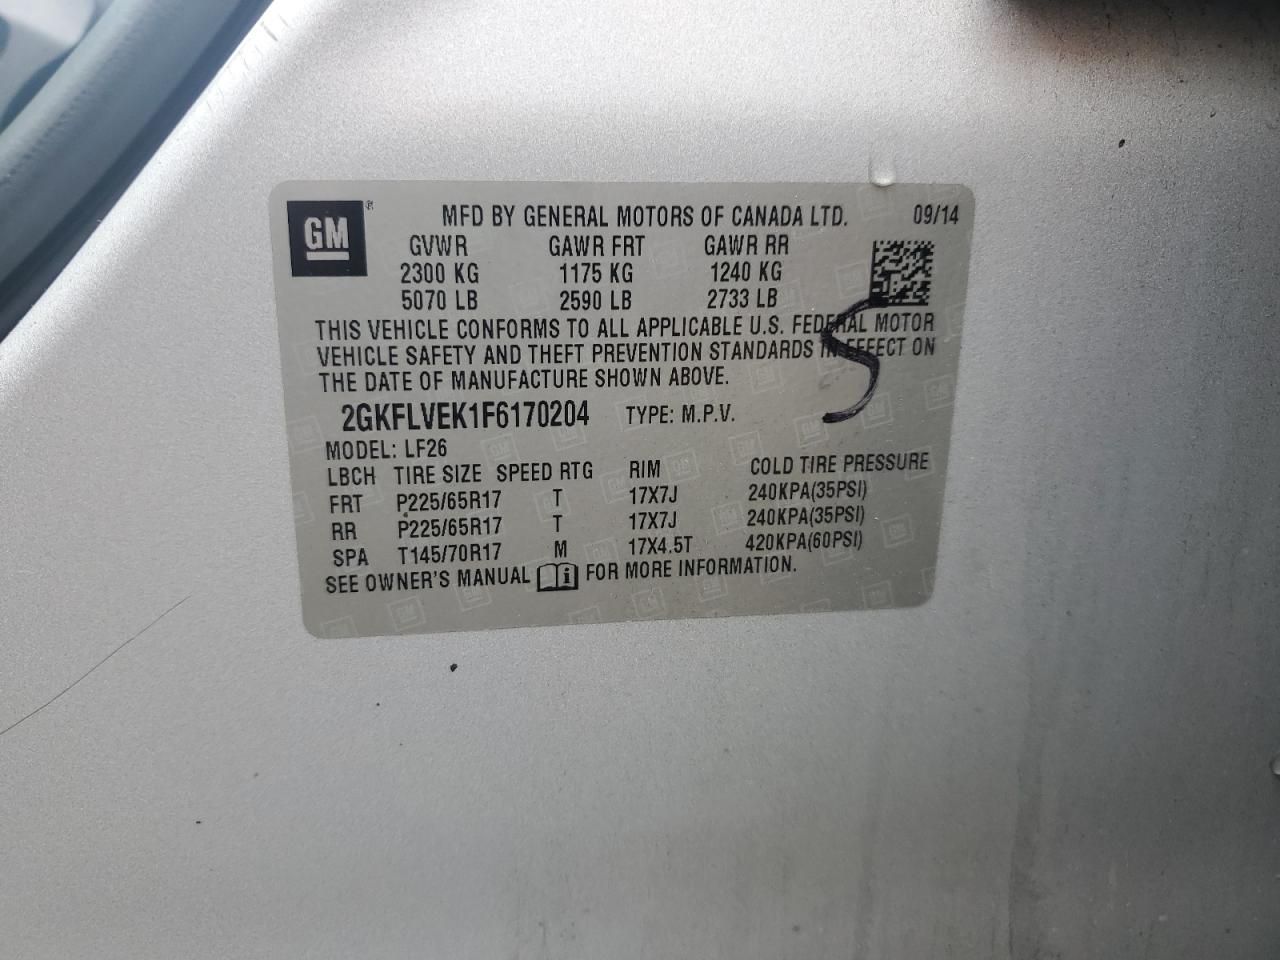 GM ® MFD BY GENERAL MOTORS OF CANADA LTD. 09/14
GVWR GAWR FRT GAWR RR
2300 KG 1175 KG 1240 KG
5070 LB 2590 LB 2733 LB
THIS VEHICLE CONFORMS TO ALL APPLICABLE U.S. FEDERAL MOTOR
VEHICLE SAFETY AND THEFT PREVENTION STANDARDS IN EFFECT ON
THE DATE OF MANUFACTURE SHOWN ABOVE.
5
2GKFLVEK1F6170204 TYPE: M.P.V.
MODEL: LF26
LBCH TIRE SIZE SPEED RTG RIM COLD TIRE PRESSURE
FRT P225/65R17 T 17X7J 240KPA(35PSI)
RR P225/65R17 T 17X7J 240KPA(35PSI)
SPA T145/70R17 M 17X4.5T 420KPA(60PSI)
SEE OWNER'S MANUAL i FOR MORE INFORMATION.